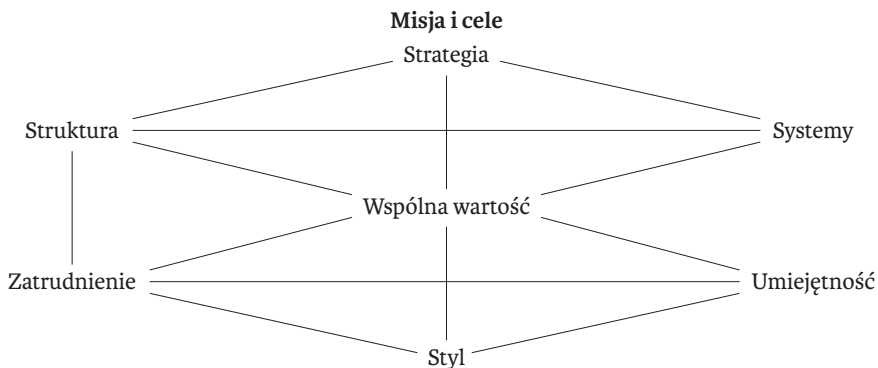 Misja i cele
Strategia
Struktura
Systemy
Wspólna wartość
Zatrudnienie
Umiejętność
Styl